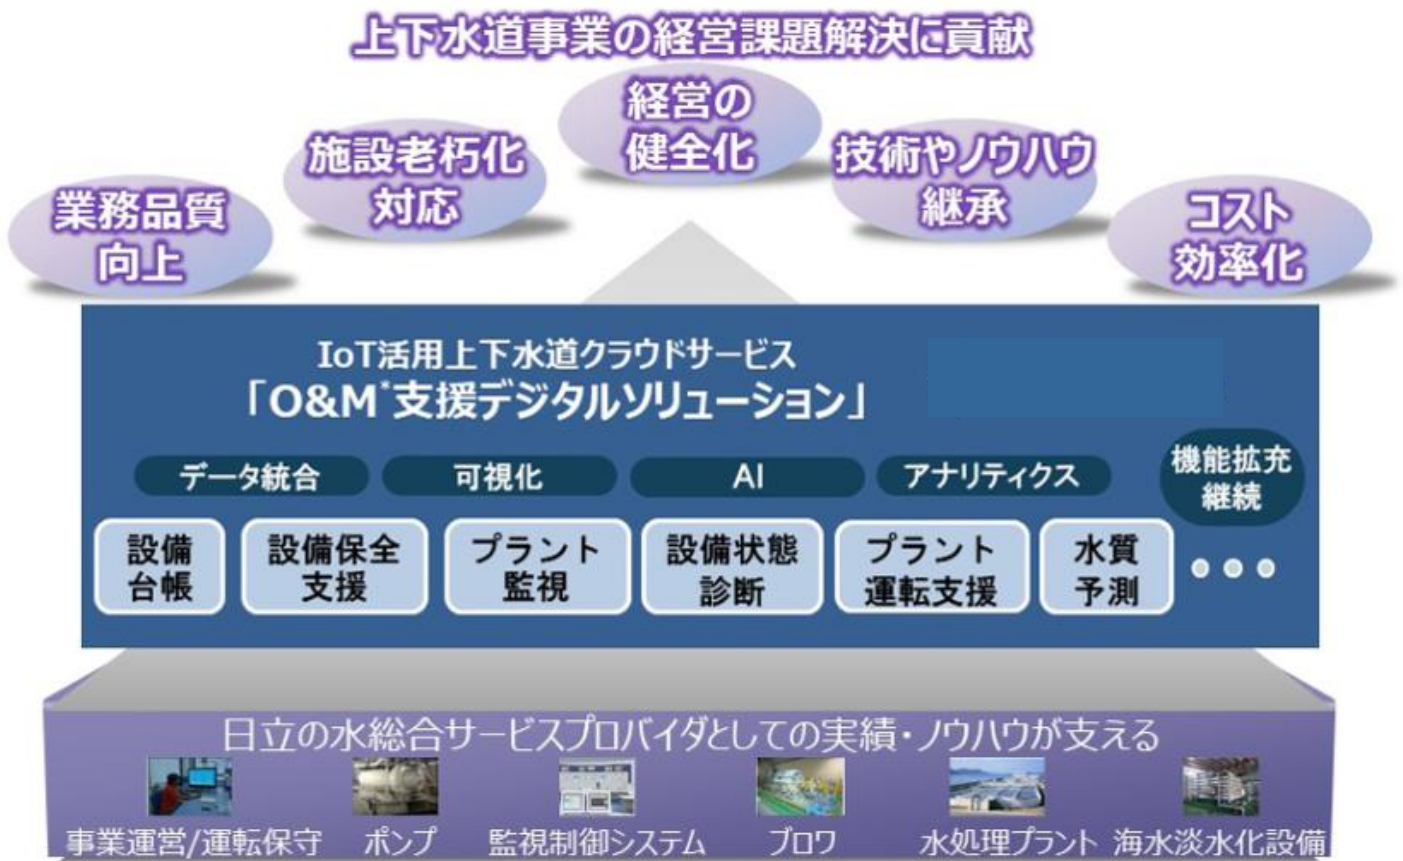 上下水道事業の経営課題解決に貢献
経営の
健全化
施設老朽化
対応
技術やノウハウ
継承
業務品質
向上
コスト
効率化
IoT活用上下水道クラウドサービス
「O&M*支援デジタルソリューション」
データ統合
可視化
AI
アナリティクス
機能拡充
継続
設備
台帳
設備保全
支援
プラント
監視
設備状態
診断
プラント
運転支援
水質
予測
日立の水総合サービスプロバイダとしての実績・ノウハウが支える
事業運営/運転保守
ポンプ
監視制御システム
ブロワ
水処理プラント
海水淡水化設備